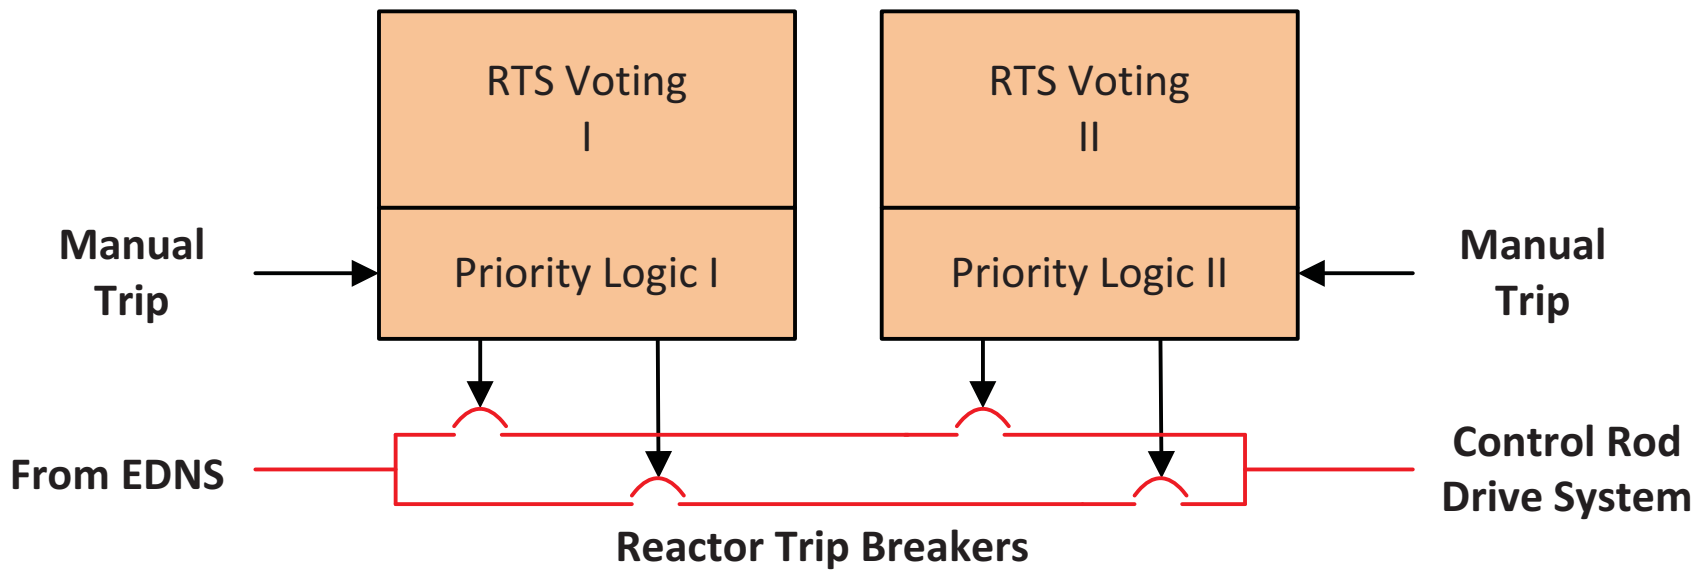 RTS Voting
I
RTS Voting
II
Manual
Trip
Priority Logic I
Priority Logic II
Manual
Trip
From EDNS
Control Rod
Drive System
Reactor Trip Breakers